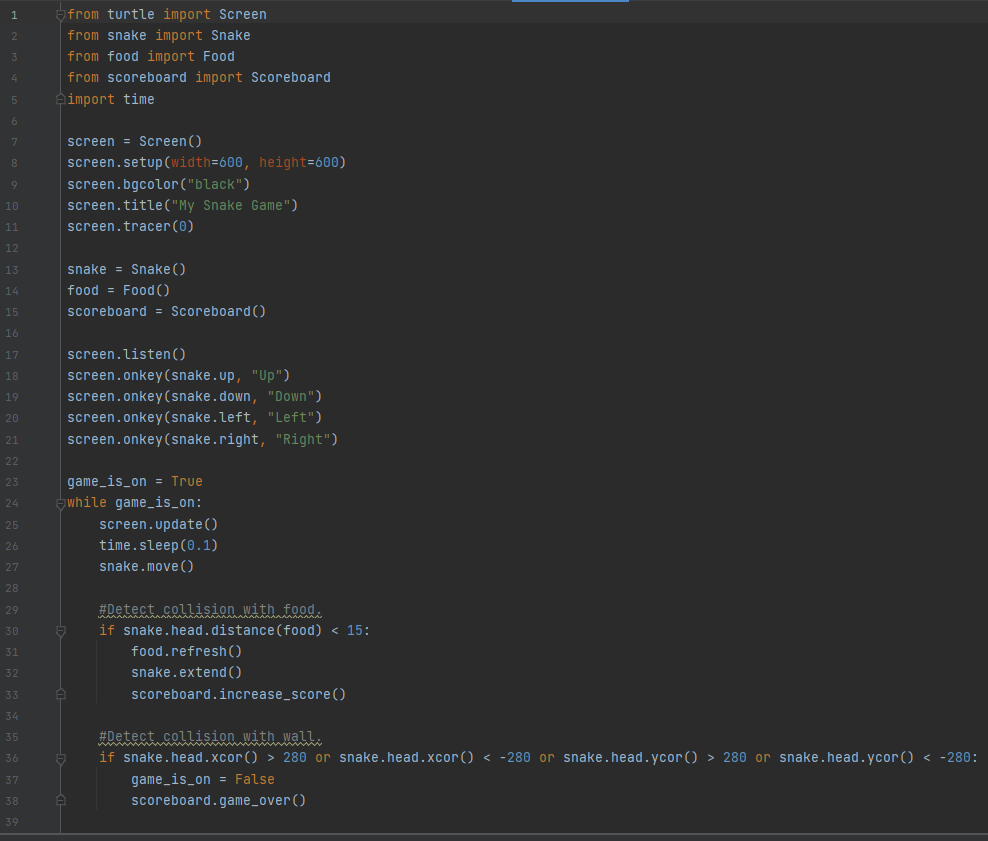 1 from turtle import Screen
2 from snake import Snake
3 from food import Food
4 from scoreboard import Scoreboard
5 import time
6
7 screen = Screen()
8 screen.setup(width=600, height=600)
9 screen.bgcolor("black")
10 screen.title("My Snake Game")
11 screen.tracer(0)
12
13 snake = Snake()
14 food = Food()
15 scoreboard = Scoreboard()
16
17 screen.listen()
18 screen.onkey(snake.up, "Up")
19 screen.onkey(snake.down, "Down")
20 screen.onkey(snake.left, "Left")
21 screen.onkey(snake.right, "Right")
22
23 game_is_on = True
24 while game_is_on:
25     screen.update()
26     time.sleep(0.1)
27     snake.move()
28
29     #Detect collision with food.
30     if snake.head.distance(food) < 15:
31         food.refresh()
32         snake.extend()
33         scoreboard.increase_score()
34
35     #Detect collision with wall.
36     if snake.head.xcor() > 280 or snake.head.xcor() < -280 or snake.head.ycor() > 280 or snake.head.ycor() < -280:
37         game_is_on = False
38         scoreboard.game_over()
39